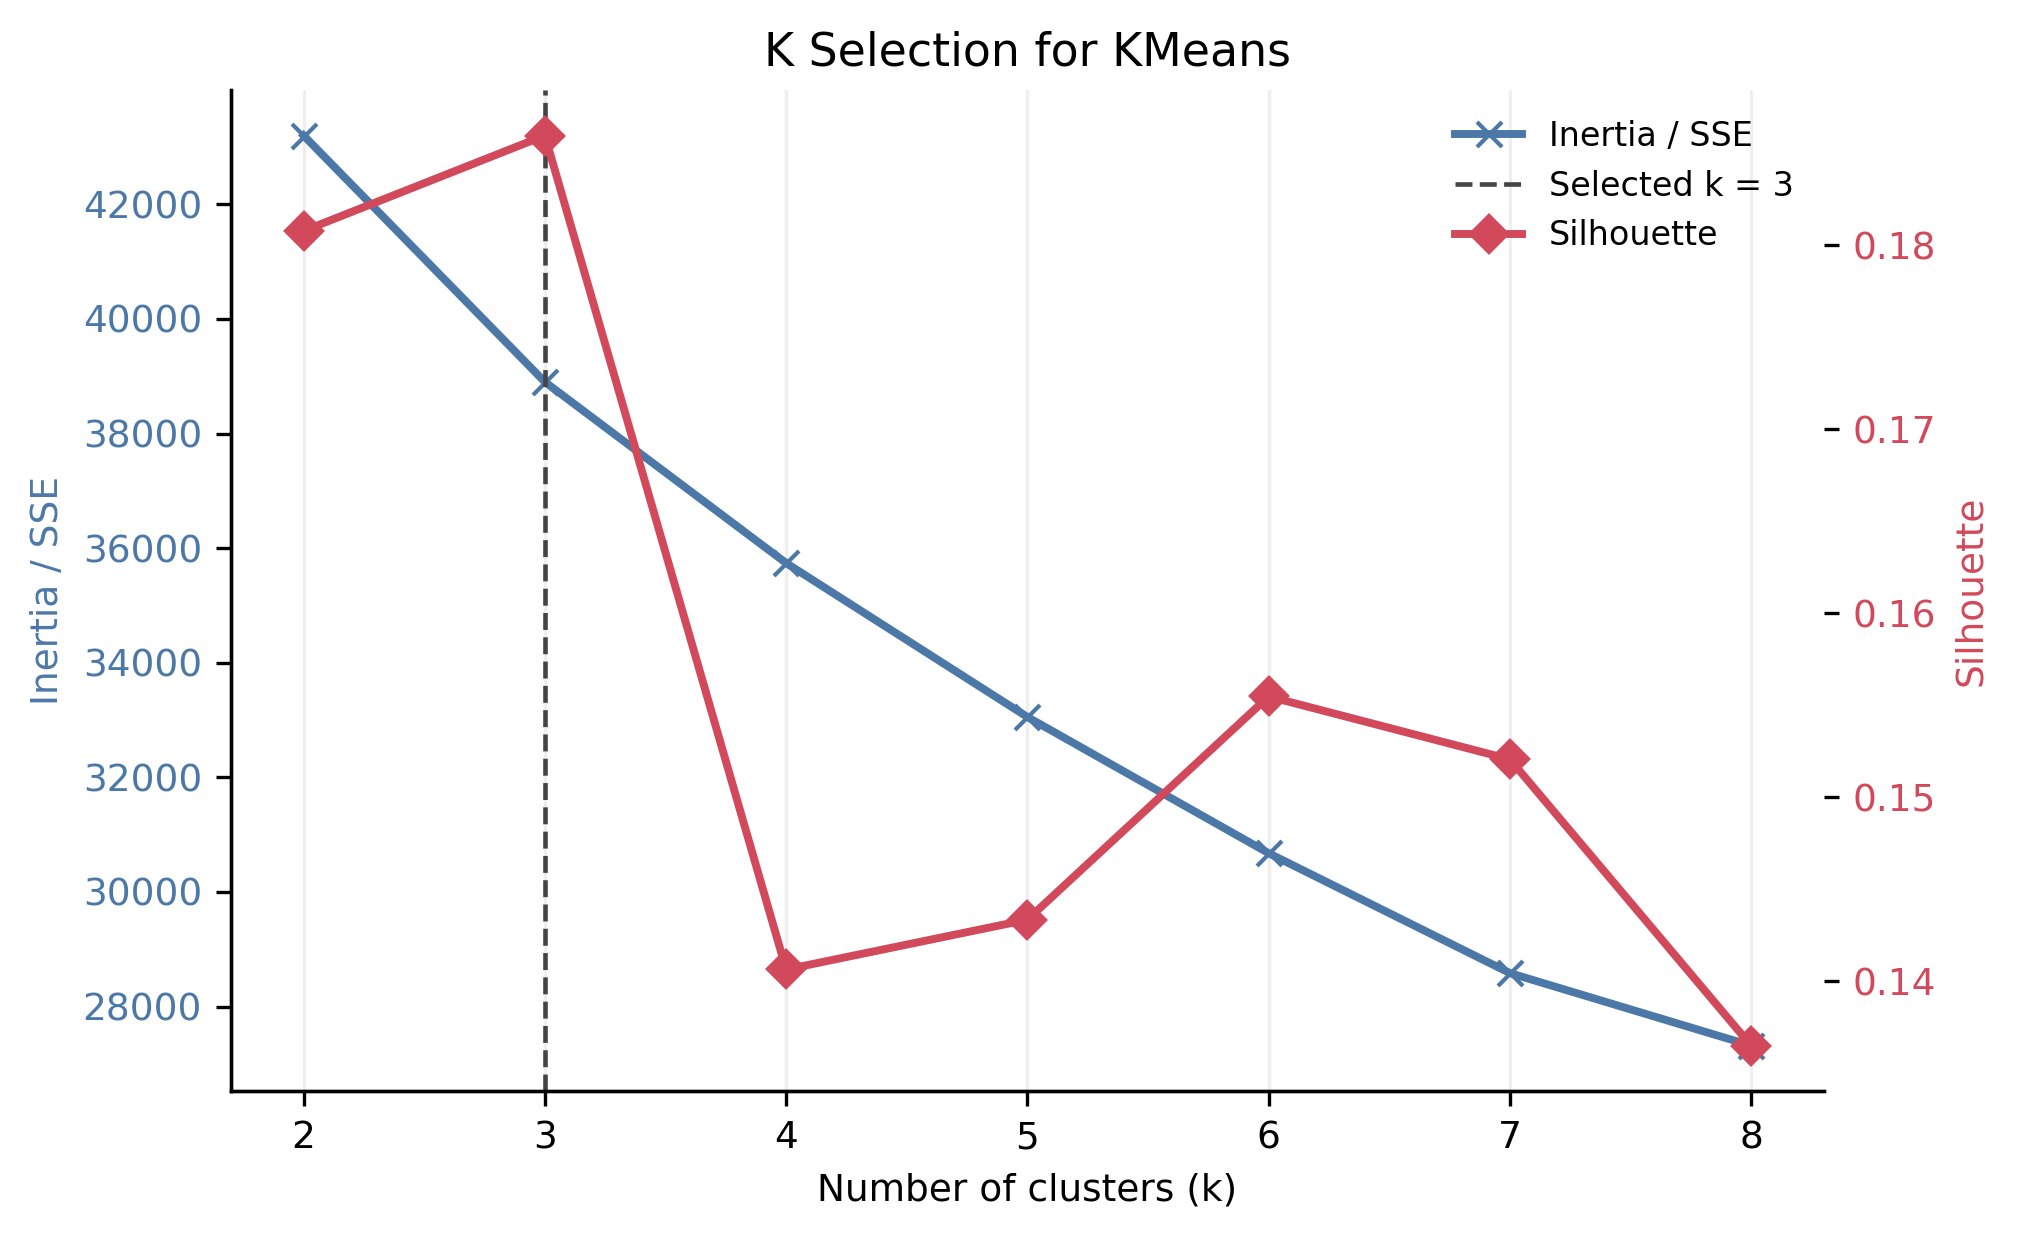 K Selection for KMeans
Inertia / SSE
Selected k = 3
Silhouette
42000
40000
38000
36000
34000
32000
30000
28000
Inertia / SSE
0.18
0.17
0.16
0.15
0.14
Silhouette
2 3 4 5 6 7 8
Number of clusters (k)